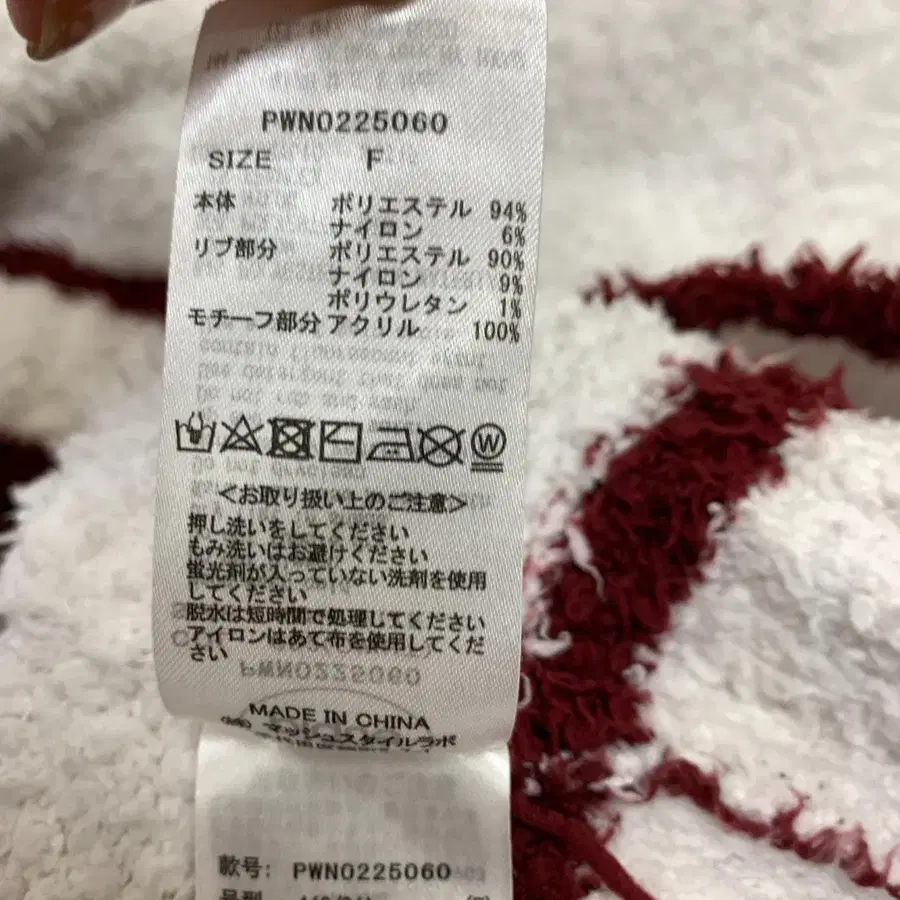 PWN0225060
SIZE F
本体 ポリエステル 94%
ナイロン 6%
リブ部分 ポリエステル 90%
ナイロン 9%
ポリウレタン 1%
モチーフ部分 アクリル 100%
W
<お取り扱い上のご注意>
押し洗いをしてください
もみ洗いはお避けください
蛍光剤が入っていない洗剤を使用
してください
脱水は短時間で処理してください
アイロンはあて布を使用してくだ
さい
PWN0225060
MADE IN CHINA
㈱ マッシュスタイルラボ
款号: PWN0225060
号型